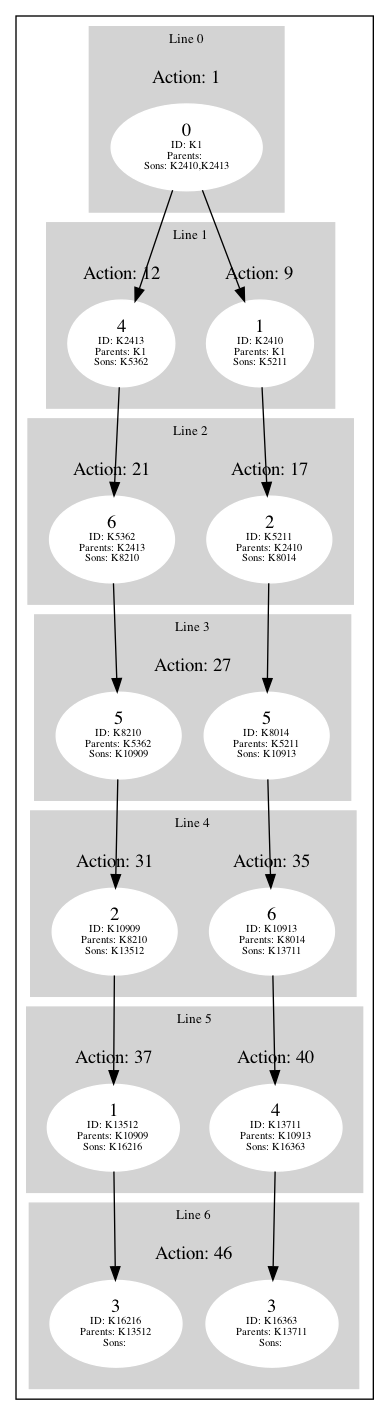 Line 0
Action: 1
0
ID: K1
Parents:
Sons: K2410,K2413
Line 1
Action: 12
Action: 9
4
ID: K2413
Parents: K1
Sons: K5362
1
ID: K2410
Parents: K1
Sons: K5211
Line 2
Action: 21
Action: 17
6
ID: K5362
Parents: K2413
Sons: K8210
2
ID: K5211
Parents: K2410
Sons: K8014
Line 3
Action: 27
5
ID: K8210
Parents: K5362
Sons: K10909
5
ID: K8014
Parents: K5211
Sons: K10913
Line 4
Action: 31
Action: 35
2
ID: K10909
Parents: K8210
Sons: K13512
6
ID: K10913
Parents: K8014
Sons: K13711
Line 5
Action: 37
Action: 40
1
ID: K13512
Parents: K10909
Sons: K16216
4
ID: K13711
Parents: K10913
Sons: K16363
Line 6
Action: 46
3
ID: K16216
Parents: K13512
Sons:
3
ID: K16363
Parents: K13711
Sons: